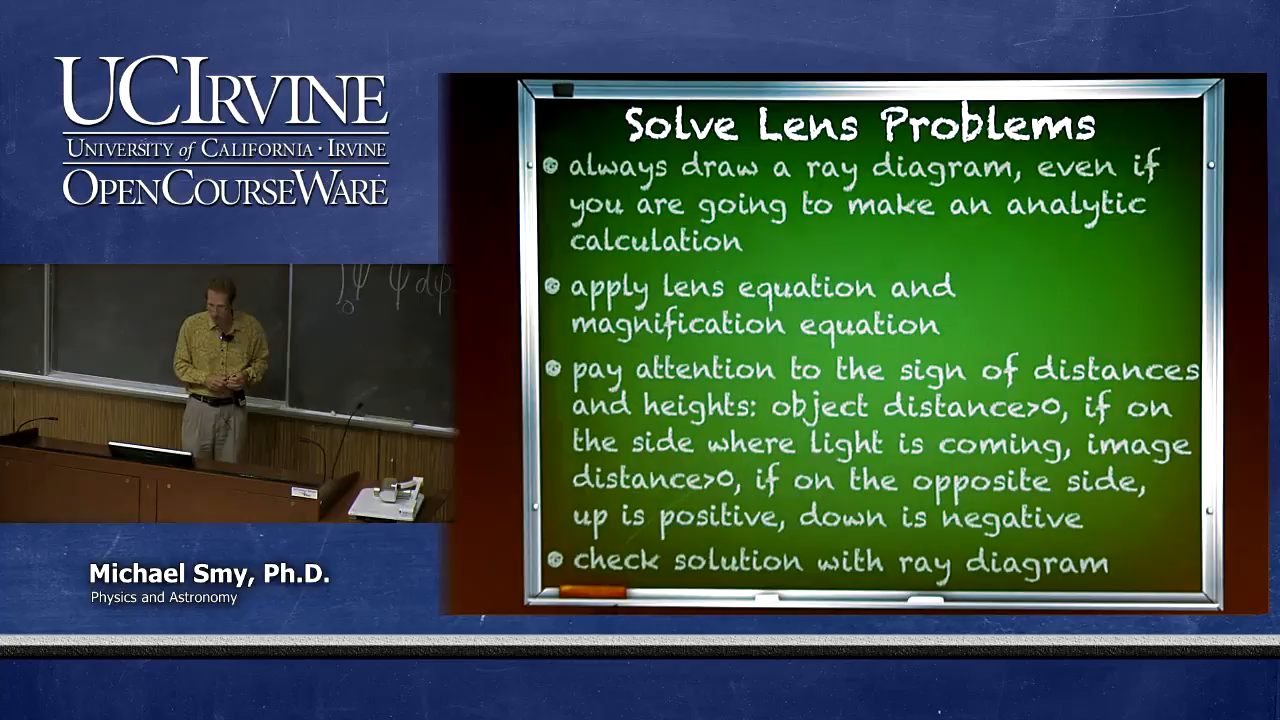 UCIRVINE
UNIVERSITY of CALIFORNIA · IRVINE
OPENCOURSEWARE
Solve Lens Problems
always draw a ray diagram, even if
you are going to make an analytic
calculation
apply lens equation and
magnification equation
pay attention to the sign of distances
and heights: object distance>0, if on
the side where light is coming, image
distance>0, if on the opposite side,
up is positive, down is negative
check solution with ray diagram
∫ψ ψ dφ
0
Michael Smy, Ph.D.
Physics and Astronomy